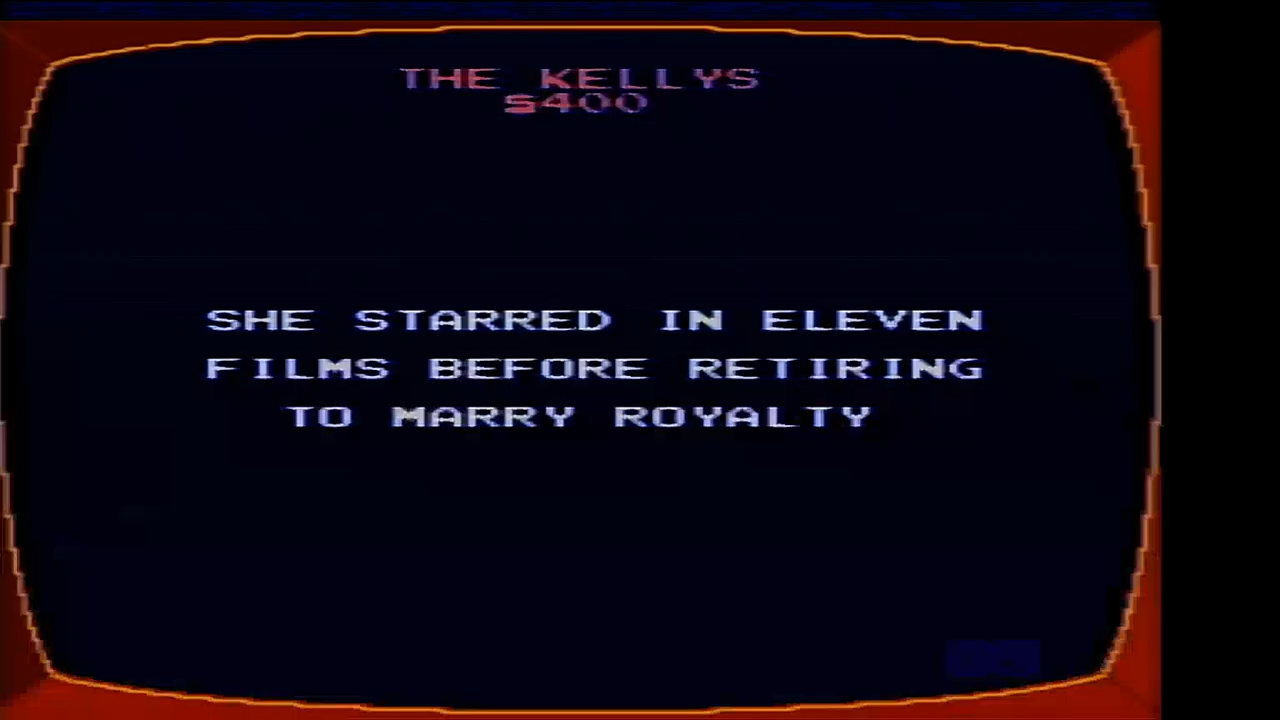 THE KELLYS
$400
SHE STARRED IN ELEVEN
FILMS BEFORE RETIRING
TO MARRY ROYALTY